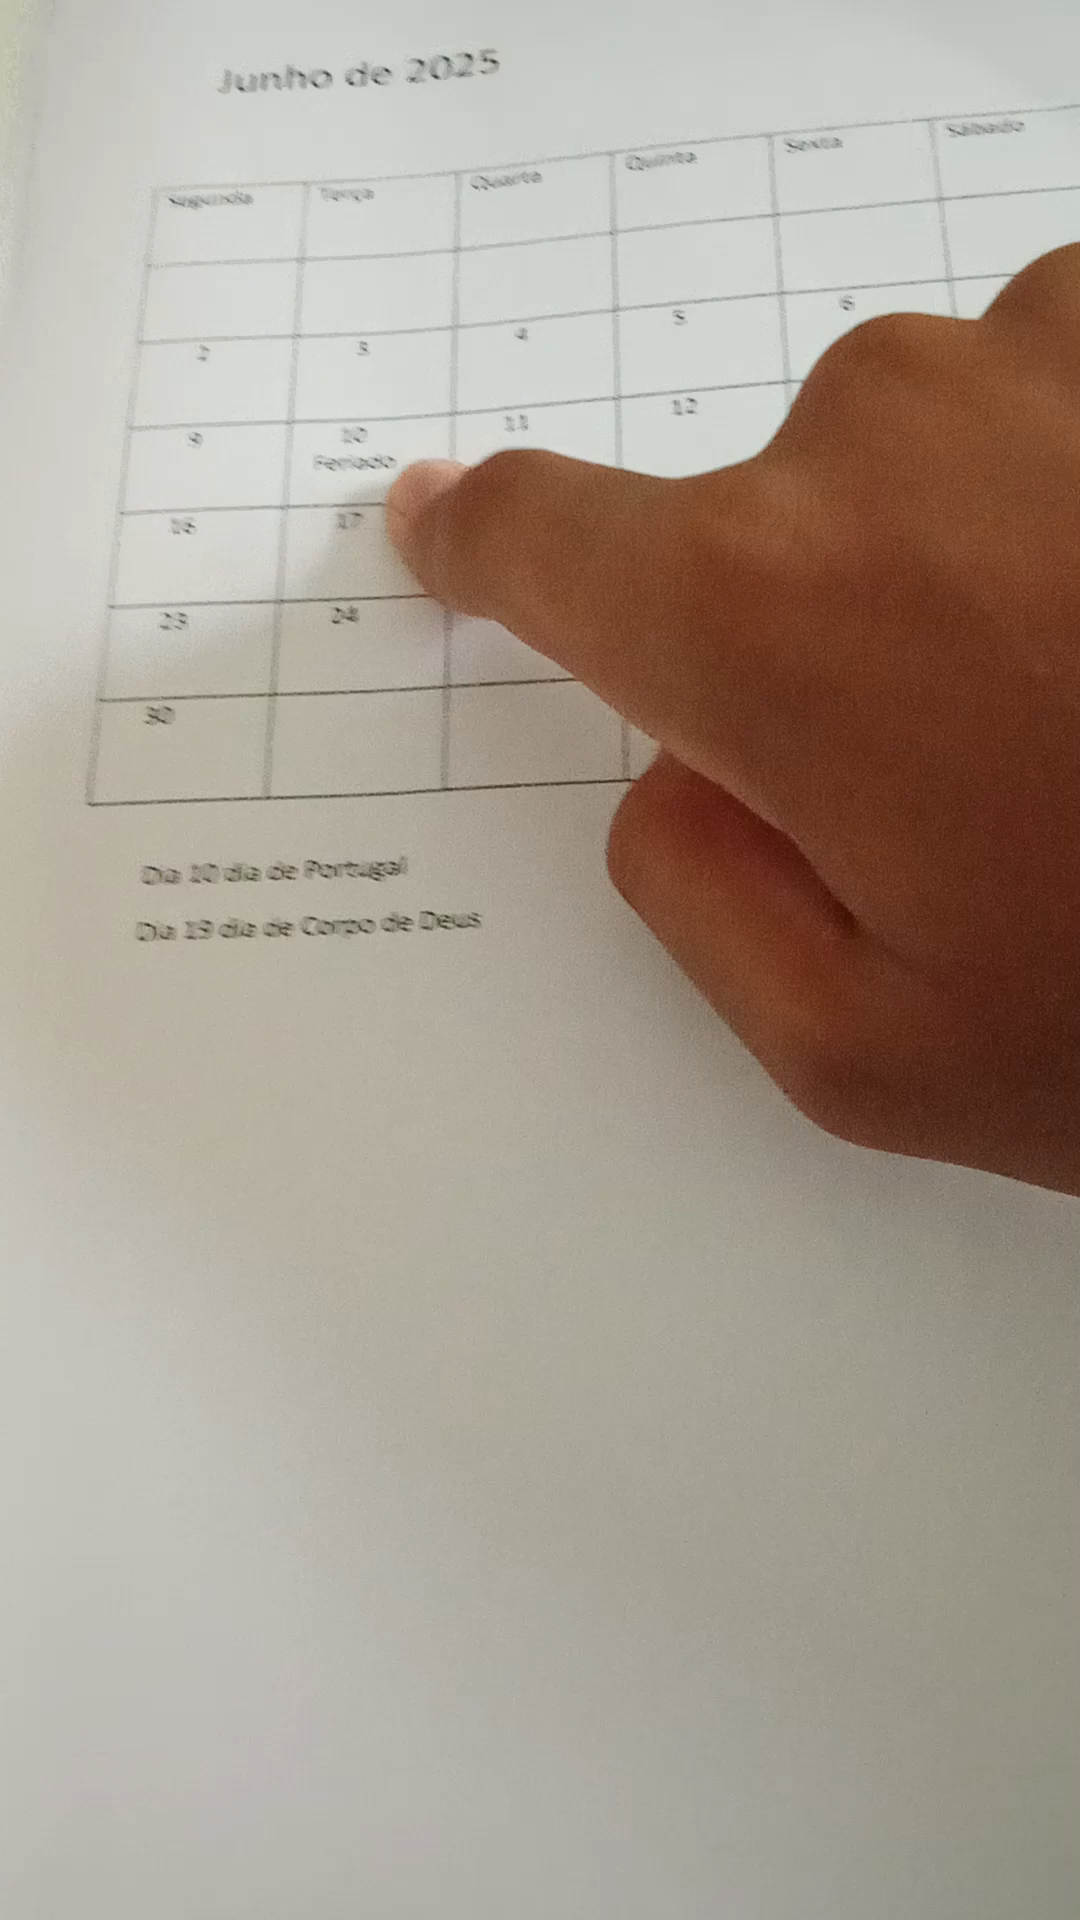 Junho de 2025
Segunda Terça Quarta Quinta Sexta Sábado
2 3 4 5 6
9 10 11 12
Feriado
16 17
23 24
30
Dia 10 dia de Portugal
Dia 19 dia de Corpo de Deus